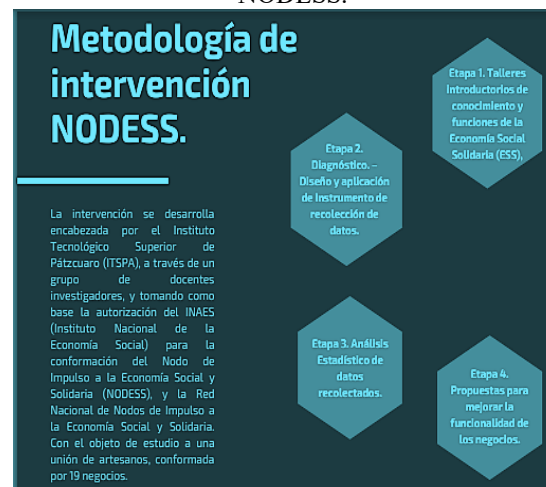 NODESS.
Metodología de
intervención
NODESS.
La intervención se desarrolla
encabezada por el Instituto
Tecnológico Superior de
Pátzcuaro (ITSPA), a través de un
grupo de docentes
investigadores, y tomando como
base la autorización del INAES
(Instituto Nacional de la
Economía Social) para la
conformación del Nodo de
Impulso a la Economía Social y
Solidaria (NODESS), y la Red
Nacional de Nodos de Impulso a
la Economía Social y Solidaria.
Con el objeto de estudio a una
unión de artesanos, conformada
por 19 negocios.
Etapa 1. Talleres
Introductorios de
conocimiento y
funciones de la
Economía Social
Solidaria (ESS),
Etapa 2.
Diagnóstico. –
Diseño y aplicación
de instrumento de
recolección de
datos.
Etapa 3. Análisis
Estadístico de
datos
recolectados.
Etapa 4.
Propuestas para
mejorar la
funcionalidad de
los negocios.